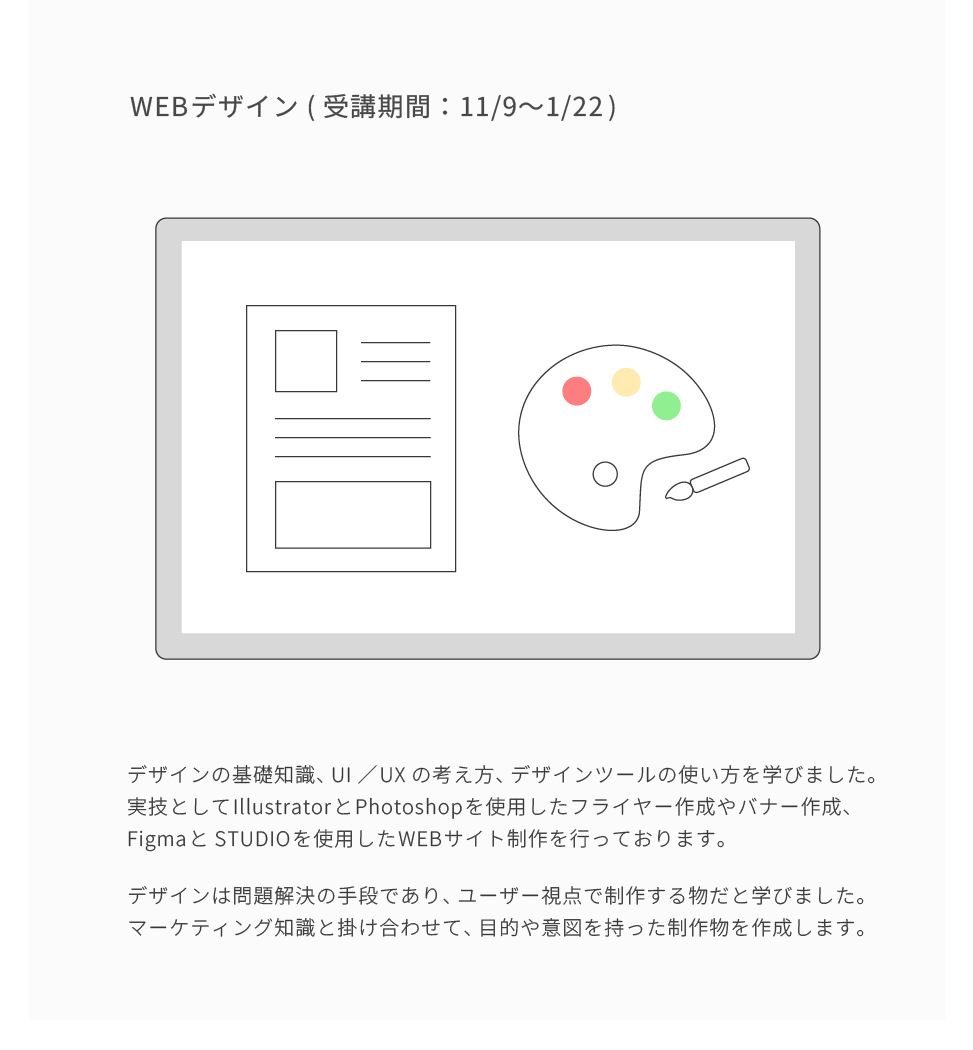 WEBデザイン ( 受講期間：11/9〜1/22 )
デザインの基礎知識、UI ／UX の考え方、デザインツールの使い方を学びました。
実技としてIllustratorとPhotoshopを使用したフライヤー作成やバナー作成、
Figmaと STUDIOを使用したWEBサイト制作を行っております。
デザインは問題解決の手段であり、ユーザー視点で制作する物だと学びました。
マーケティング知識と掛け合わせて、目的や意図を持った制作物を作成します。